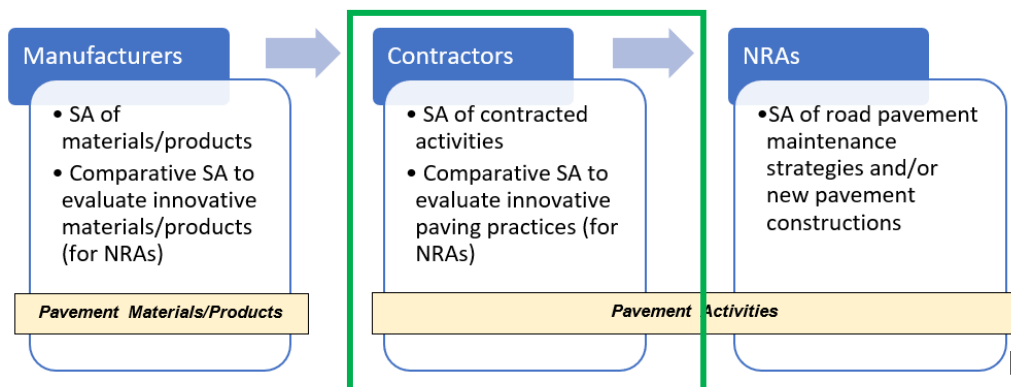 Manufacturers
• SA of
materials/products
• Comparative SA to
evaluate innovative
materials/products
(for NRAs)
Pavement Materials/Products
Contractors
• SA of contracted
activities
• Comparative SA to
evaluate innovative
paving practices (for
NRAs)
NRAs
•SA of road pavement
maintenance
strategies and/or
new pavement
constructions
Pavement Activities